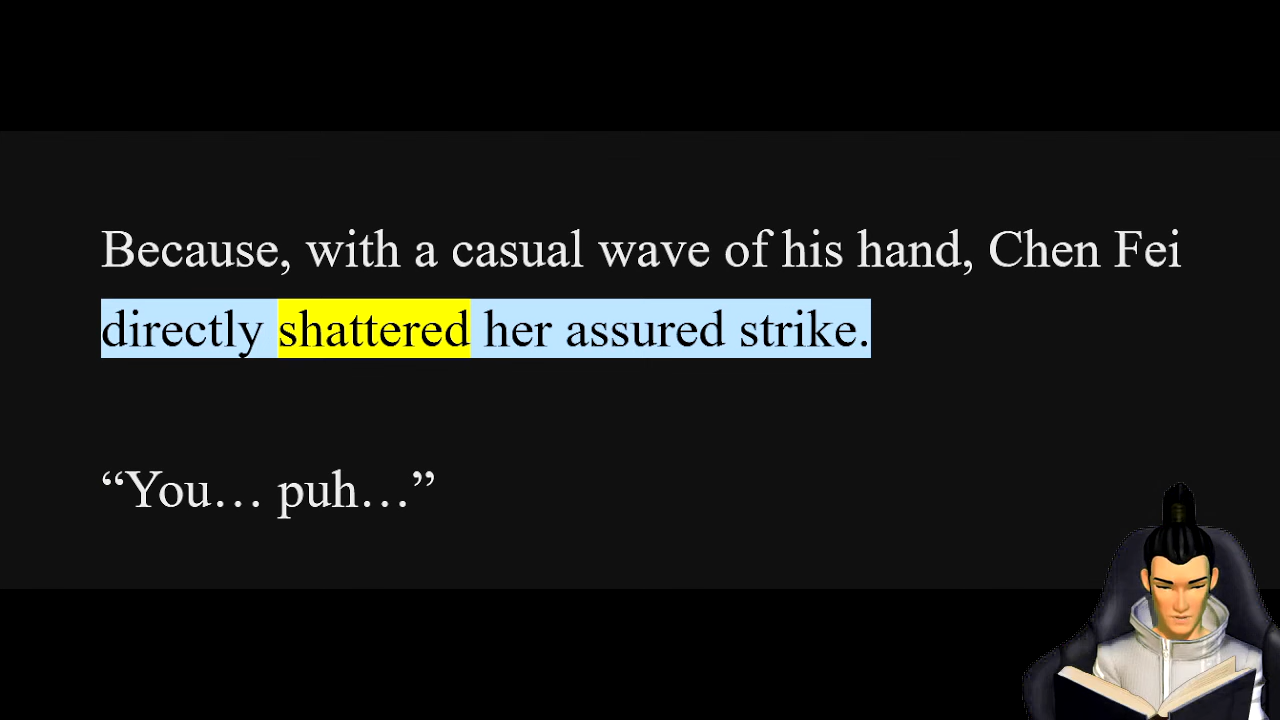 Because, with a casual wave of his hand, Chen Fei
directly shattered her assured strike.
“You… puh…”